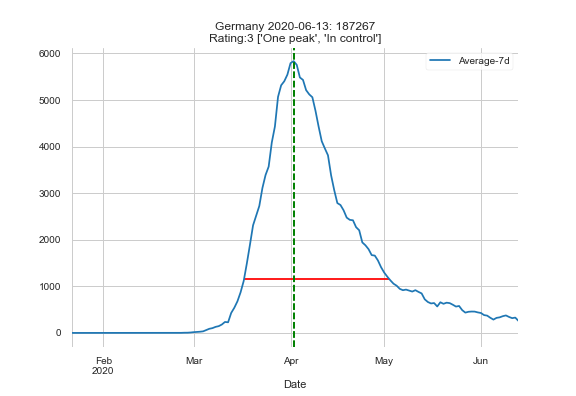 Germany 2020-06-13: 187267
Rating:3 ['One peak', 'In control']
Average-7d
6000
5000
4000
3000
2000
1000
0
Feb Mar Apr May Jun
2020
Date